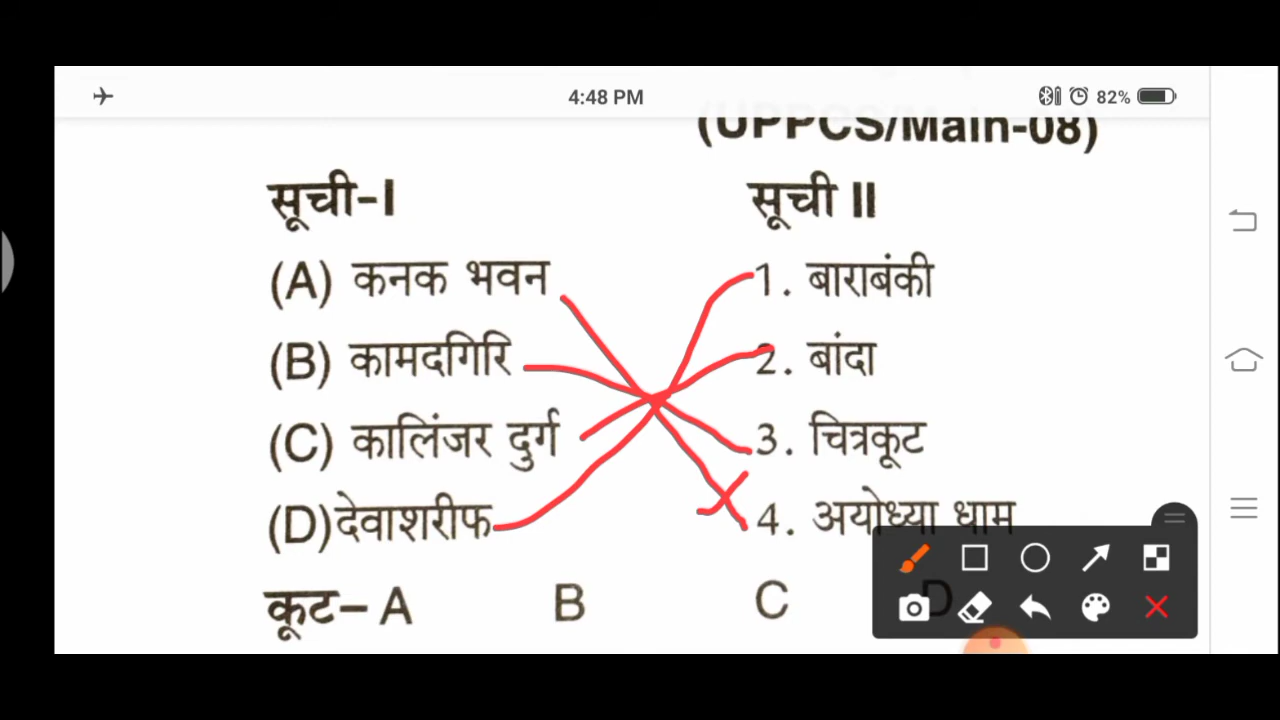 4:48 PM 82%
(UPPCS/Main-08)
सूची-I सूची II
(A) कनक भवन 1. बाराबंकी
(B) कामदगिरि 2. बांदा
(C) कालिंजर दुर्ग 3. चित्रकूट
(D) देवाशरीफ 4. अयोध्या धाम
कूट– A B C D